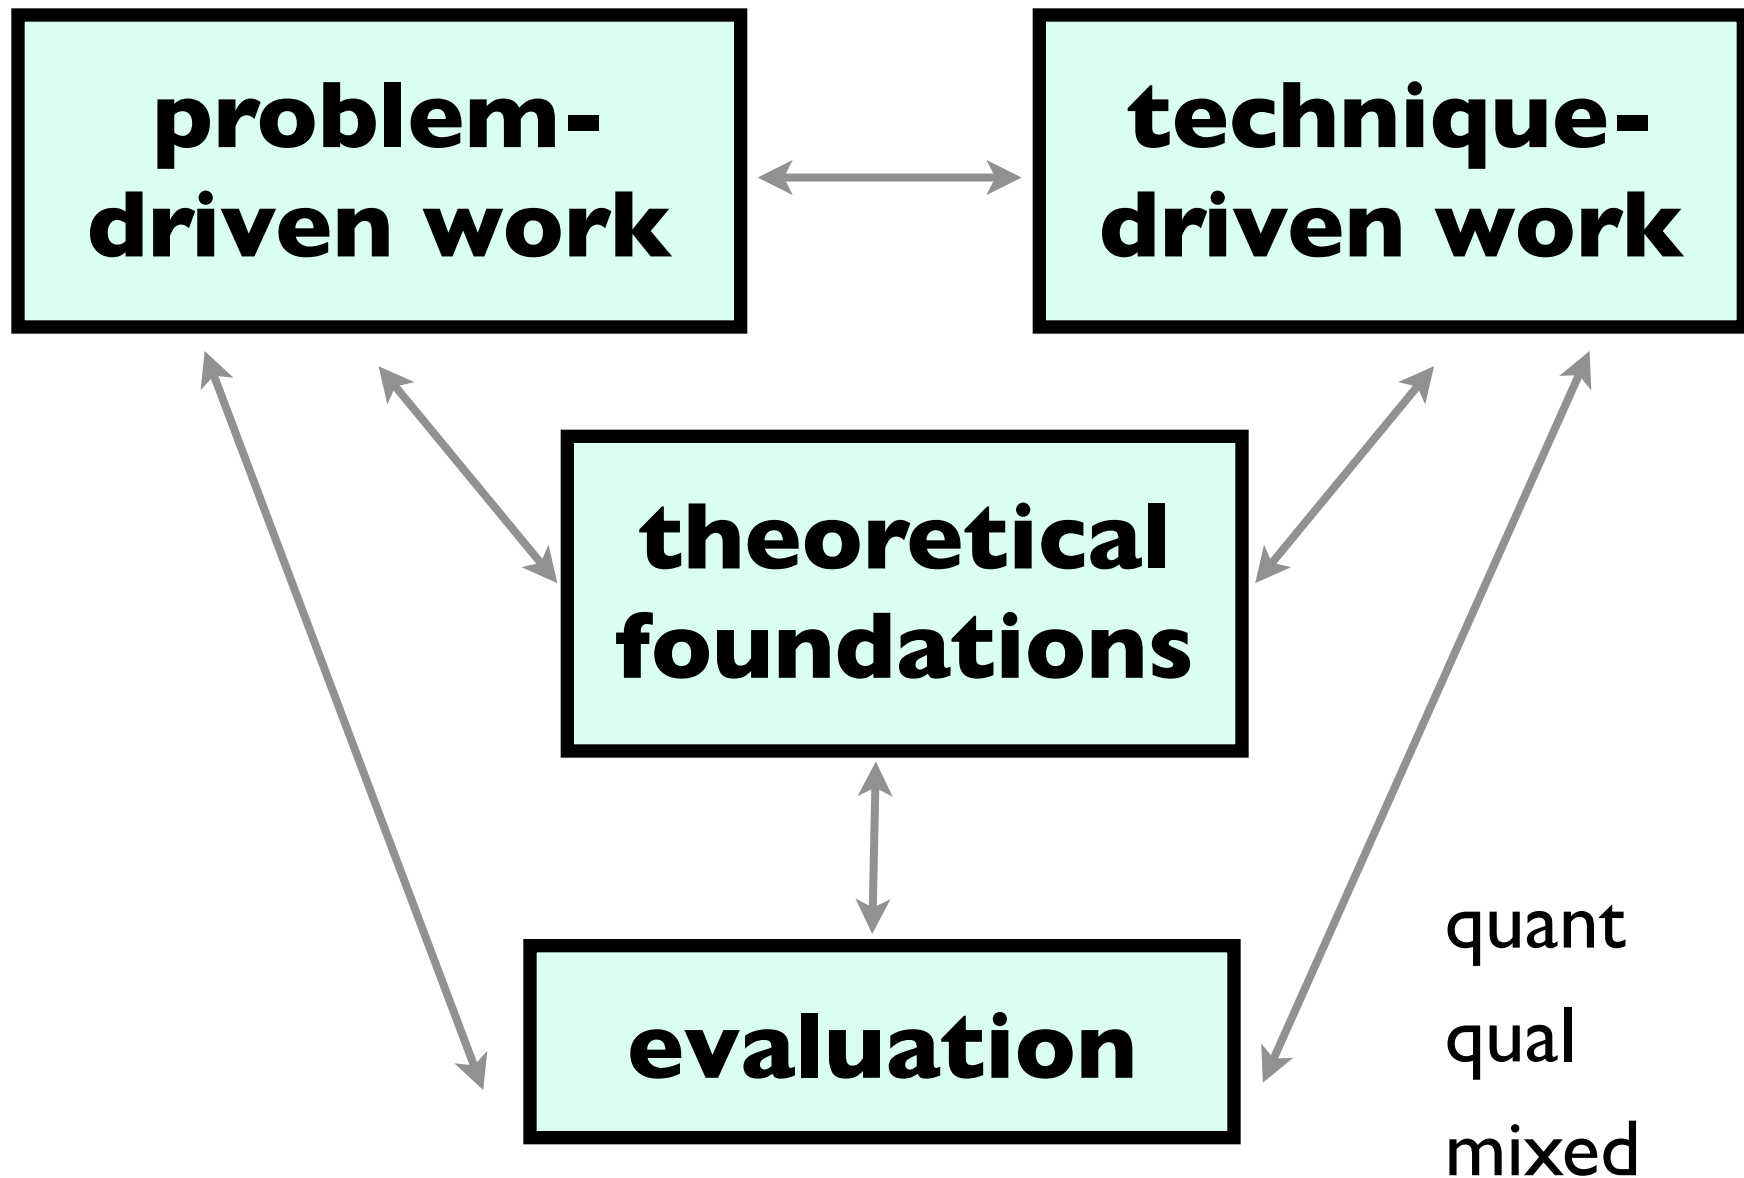 problem-
driven work
technique-
driven work
theoretical
foundations
evaluation
quant
qual
mixed